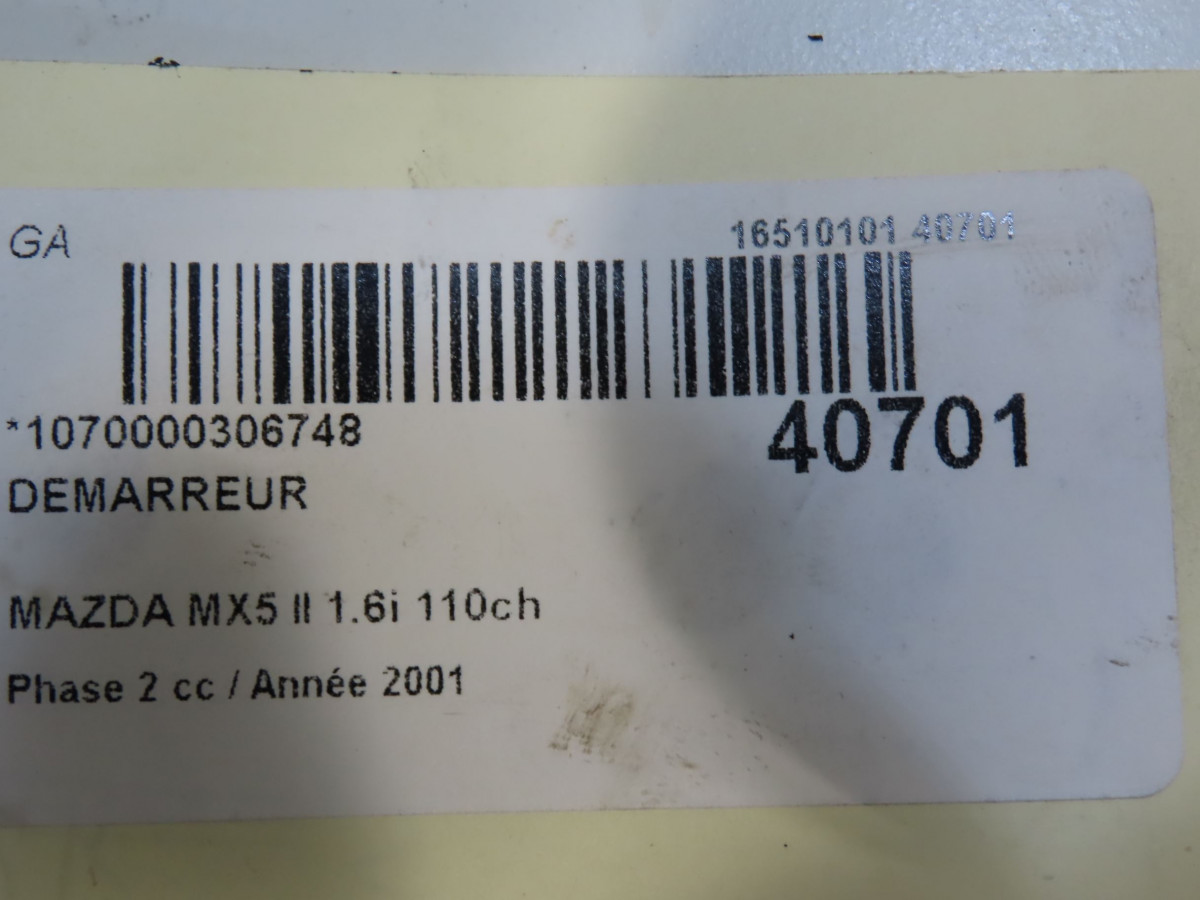 GA
16510101 40701
*1070000306748
40701
DEMARREUR
MAZDA MX5 II 1.6i 110ch
Phase 2 cc / Année 2001